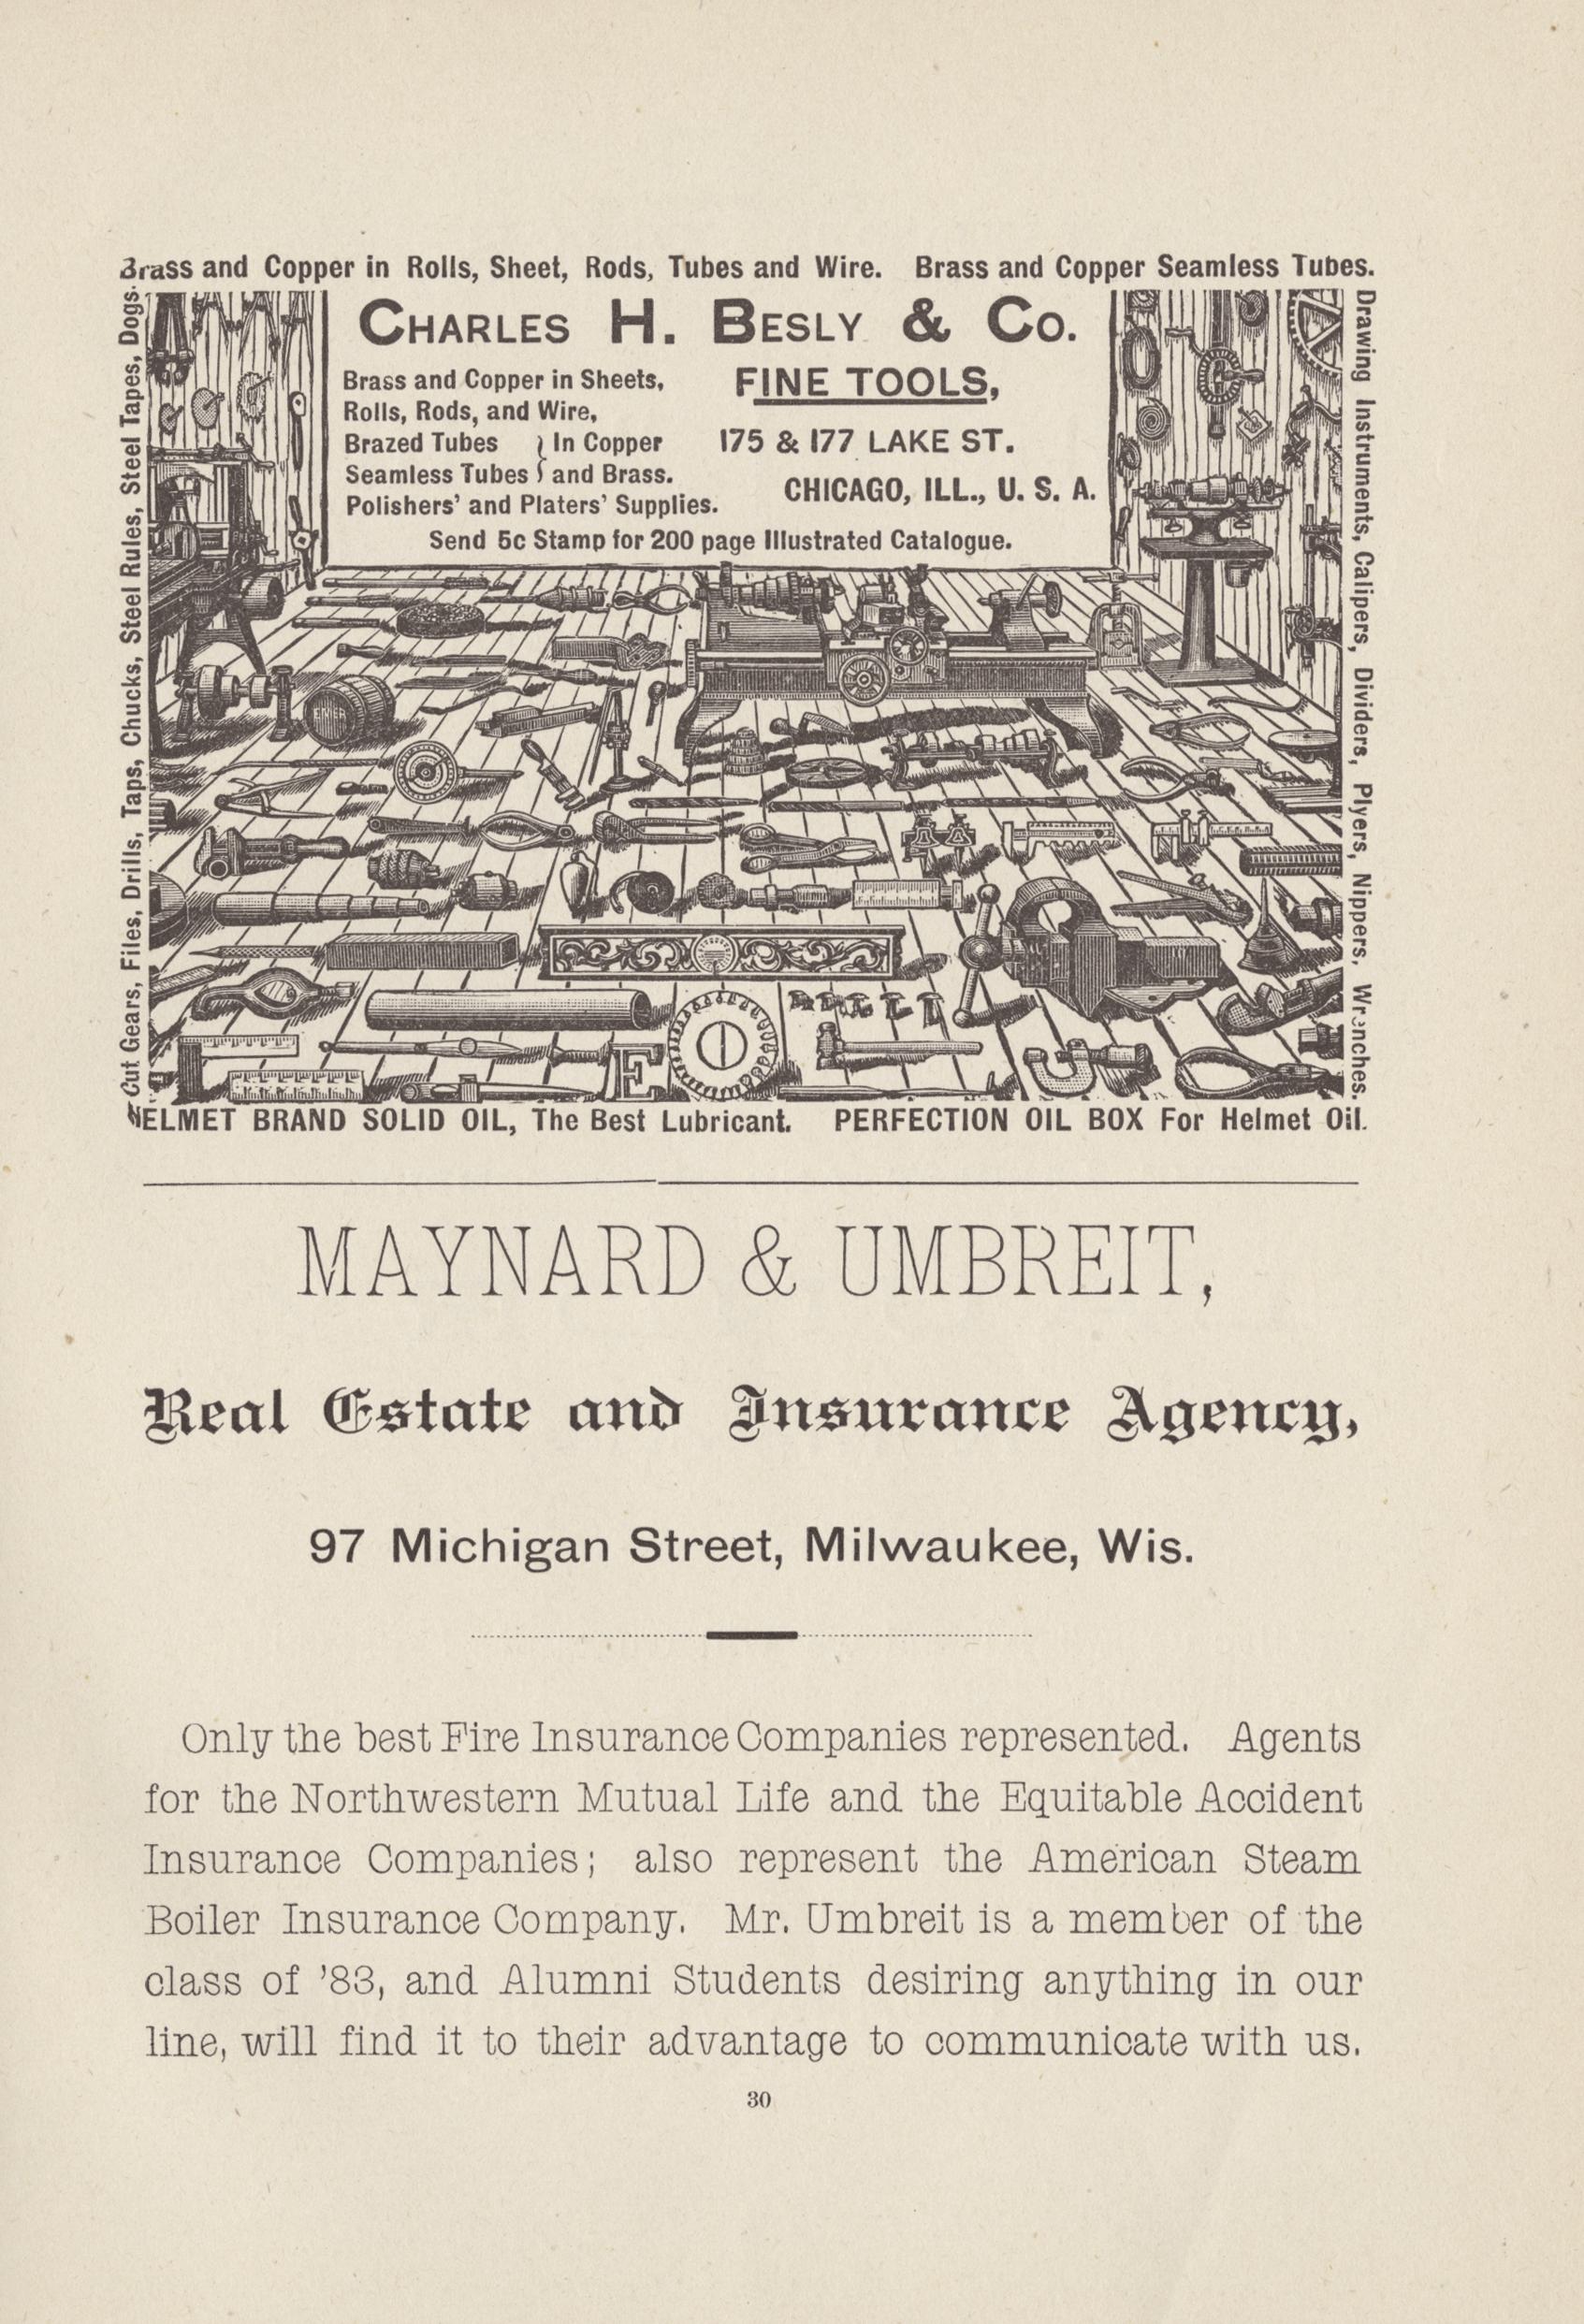 Brass and Copper in Rolls, Sheet, Rods, Tubes and Wire. Brass and Copper Seamless Tubes.
Cut Gears, Files, Drills, Taps, Chucks, Steel Rules, Steel Tapes, Dogs.
CHARLES H. BESLY & CO.
Brass and Copper in Sheets,
Rolls, Rods, and Wire,
Brazed Tubes } In Copper
Seamless Tubes } and Brass.
Polishers' and Platers' Supplies.
FINE TOOLS,
175 & 177 LAKE ST.
CHICAGO, ILL., U. S. A.
Send 5c Stamp for 200 page Illustrated Catalogue.
Drawing Instruments, Calipers, Dividers, Plyers, Nippers, Wrenches.
E
HELMET BRAND SOLID OIL, The Best Lubricant. PERFECTION OIL BOX For Helmet Oil.
MAYNARD & UMBREIT,
Real Estate and Insurance Agency,
97 Michigan Street, Milwaukee, Wis.
Only the best Fire Insurance Companies represented. Agents
for the Northwestern Mutual Life and the Equitable Accident
Insurance Companies; also represent the American Steam
Boiler Insurance Company. Mr. Umbreit is a member of the
class of '83, and Alumni Students desiring anything in our
line, will find it to their advantage to communicate with us.
30